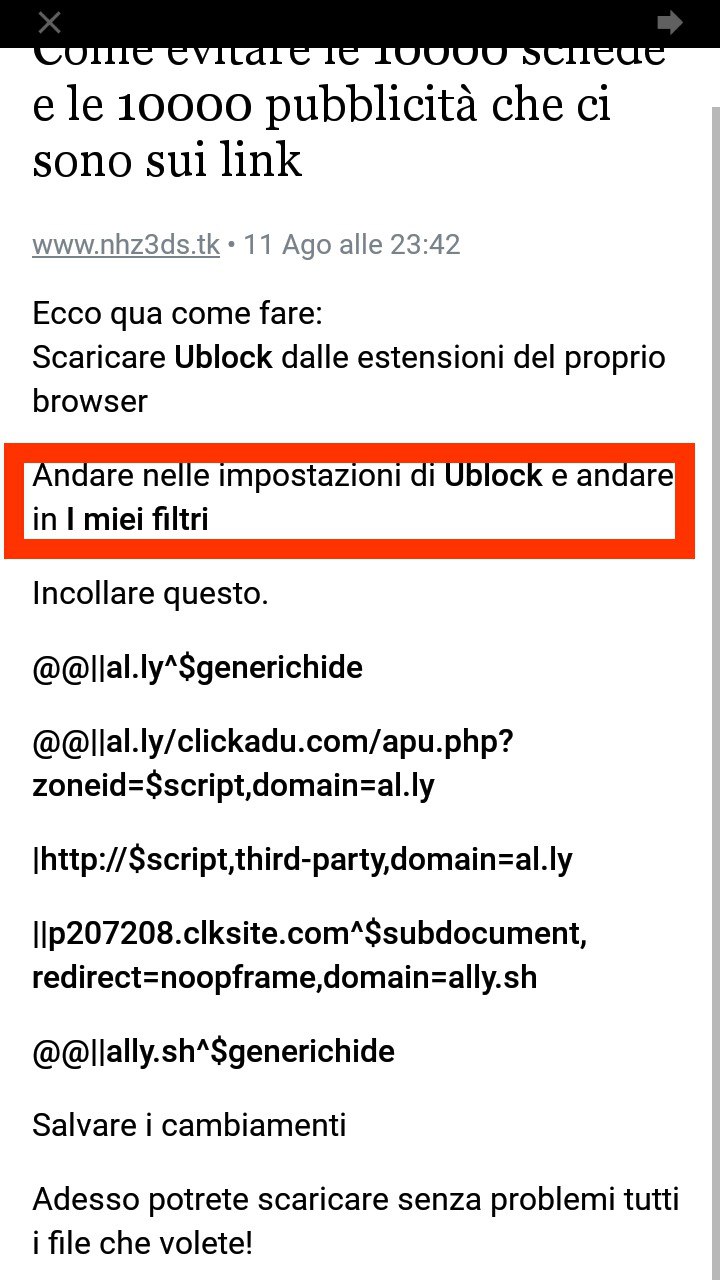 Come evitare le 10000 schede
e le 10000 pubblicità che ci
sono sui link
www.nhz3ds.tk • 11 Ago alle 23:42
Ecco qua come fare:
Scaricare Ublock dalle estensioni del proprio
browser
Andare nelle impostazioni di Ublock e andare
in I miei filtri
Incollare questo.
@@||al.ly^$generichide
@@||al.ly/clickadu.com/apu.php?
zoneid=$script,domain=al.ly
|http://$script,third-party,domain=al.ly
||p207208.clksite.com^$subdocument,
redirect=noopframe,domain=ally.sh
@@||ally.sh^$generichide
Salvare i cambiamenti
Adesso potrete scaricare senza problemi tutti
i file che volete!